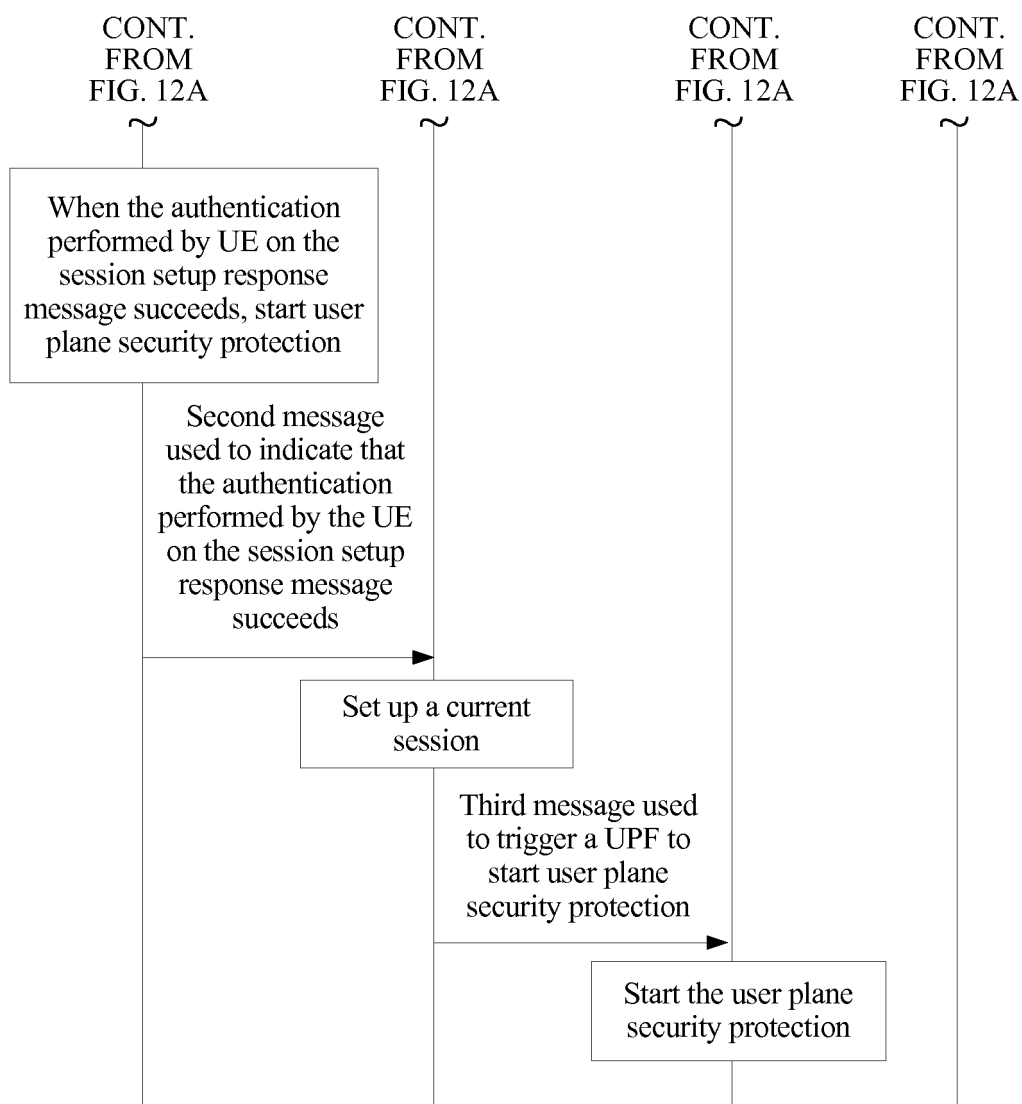 CONT.
FROM
FIG. 12A
CONT.
FROM
FIG. 12A
CONT.
FROM
FIG. 12A
CONT.
FROM
FIG. 12A
When the authentication
performed by UE on the
session setup response
message succeeds, start user
plane security protection
Second message
used to indicate that
the authentication
performed by the UE
on the session setup
response message
succeeds
Set up a current
session
Third message used
to trigger a UPF to
start user plane
security protection
Start the user plane
security protection